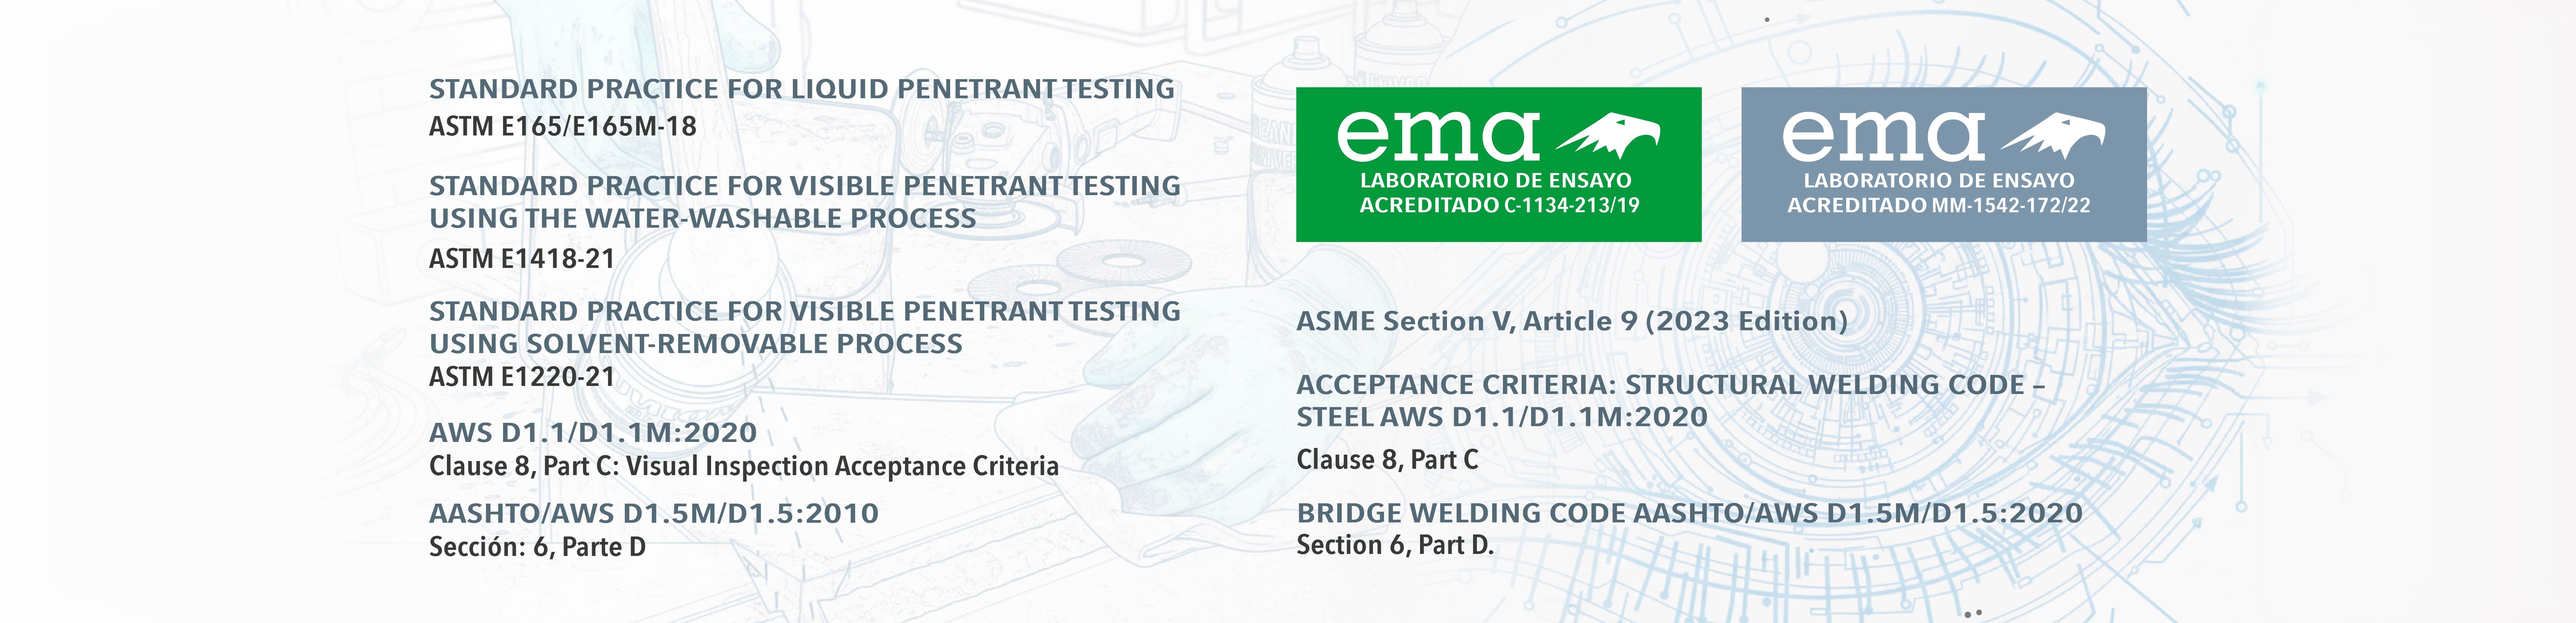 STANDARD PRACTICE FOR LIQUID PENETRANT TESTING
ASTM E165/E165M-18
STANDARD PRACTICE FOR VISIBLE PENETRANT TESTING
USING THE WATER-WASHABLE PROCESS
ASTM E1418-21
STANDARD PRACTICE FOR VISIBLE PENETRANT TESTING
USING SOLVENT-REMOVABLE PROCESS
ASTM E1220-21
AWS D1.1/D1.1M:2020
Clause 8, Part C: Visual Inspection Acceptance Criteria
AASHTO/AWS D1.5M/D1.5:2010
Sección: 6, Parte D
ema
LABORATORIO DE ENSAYO
ACREDITADO C-1134-213/19
ema
LABORATORIO DE ENSAYO
ACREDITADO MM-1542-172/22
ASME Section V, Article 9 (2023 Edition)
ACCEPTANCE CRITERIA: STRUCTURAL WELDING CODE –
STEEL AWS D1.1/D1.1M:2020
Clause 8, Part C
BRIDGE WELDING CODE AASHTO/AWS D1.5M/D1.5:2020
Section 6, Part D.